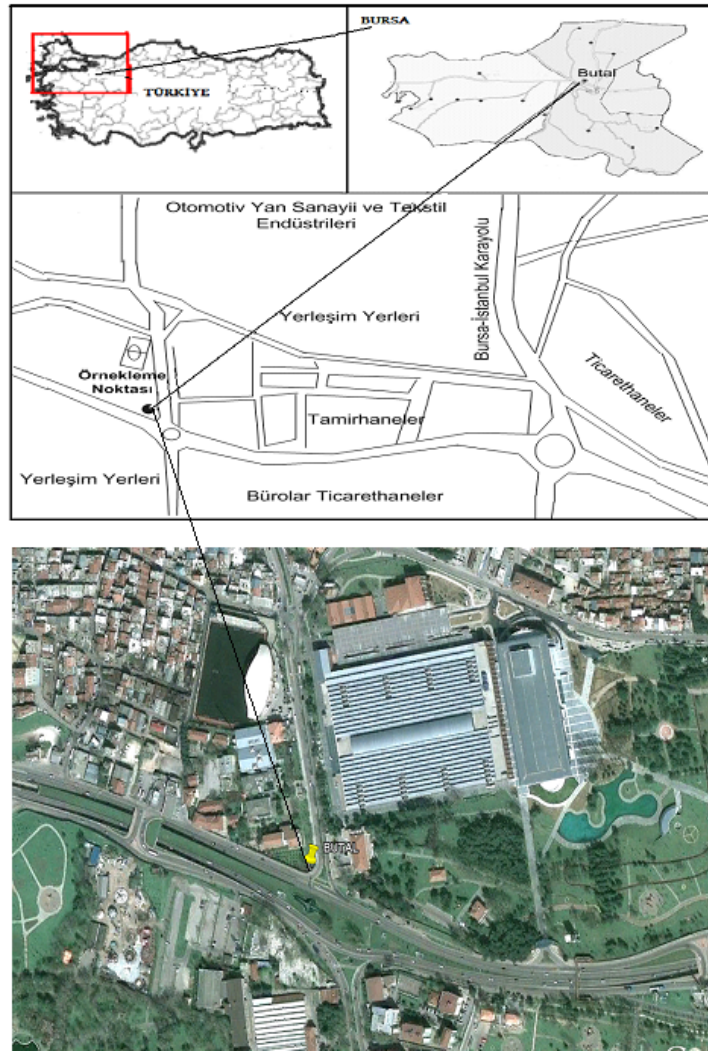 BURSA
TÜRKİYE
Butal
Otomotiv Yan Sanayii ve Tekstil
Endüstrileri
Bursa-İstanbul Karayolu
Yerleşim Yerleri
Ticarethaneler
Örnekleme
Noktası
Tamirhaneler
Yerleşim Yerleri
Bürolar Ticarethaneler
BUTAL